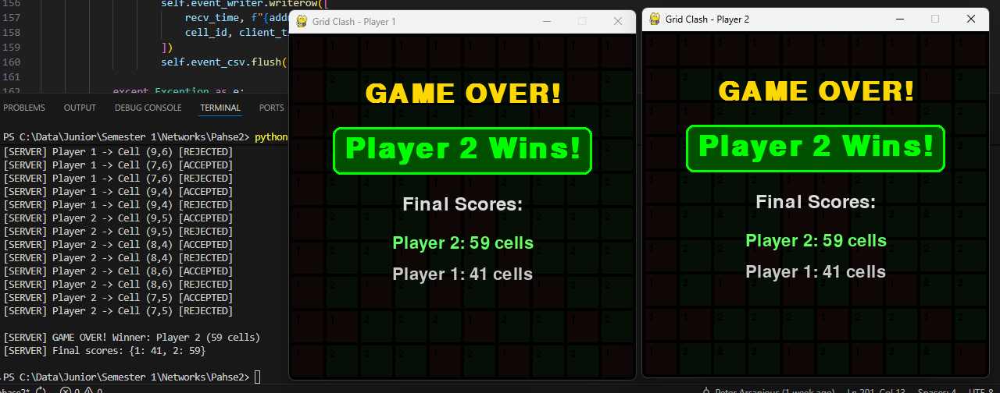 156 self.event_writer.writerow([
157 recv_time, f"{addr
158 cell_id, client_t
159 ])
160 self.event_csv.flush(
161
162 except Exception as e:
PROBLEMS OUTPUT DEBUG CONSOLE TERMINAL PORTS
PS C:\Data\Junior\Semester 1\Networks\Pahse2> python
[SERVER] Player 1 -> Cell (9,6) [REJECTED]
[SERVER] Player 1 -> Cell (7,6) [ACCEPTED]
[SERVER] Player 1 -> Cell (7,6) [REJECTED]
[SERVER] Player 1 -> Cell (9,4) [ACCEPTED]
[SERVER] Player 1 -> Cell (9,4) [REJECTED]
[SERVER] Player 2 -> Cell (9,5) [ACCEPTED]
[SERVER] Player 2 -> Cell (9,5) [REJECTED]
[SERVER] Player 2 -> Cell (8,4) [ACCEPTED]
[SERVER] Player 2 -> Cell (8,4) [REJECTED]
[SERVER] Player 2 -> Cell (8,6) [ACCEPTED]
[SERVER] Player 2 -> Cell (8,6) [REJECTED]
[SERVER] Player 2 -> Cell (7,5) [ACCEPTED]
[SERVER] Player 2 -> Cell (7,5) [REJECTED]
[SERVER] GAME OVER! Winner: Player 2 (59 cells)
[SERVER] Final scores: {1: 41, 2: 59}
PS C:\Data\Junior\Semester 1\Networks\Pahse2>
Grid Clash - Player 1
GAME OVER!
Player 2 Wins!
Final Scores:
Player 2: 59 cells
Player 1: 41 cells
Grid Clash - Player 2
GAME OVER!
Player 2 Wins!
Final Scores:
Player 2: 59 cells
Player 1: 41 cells
0 0
Peter Arsanious (1 week ago) Ln 201, Col 13 Spaces: 4 UTF-8